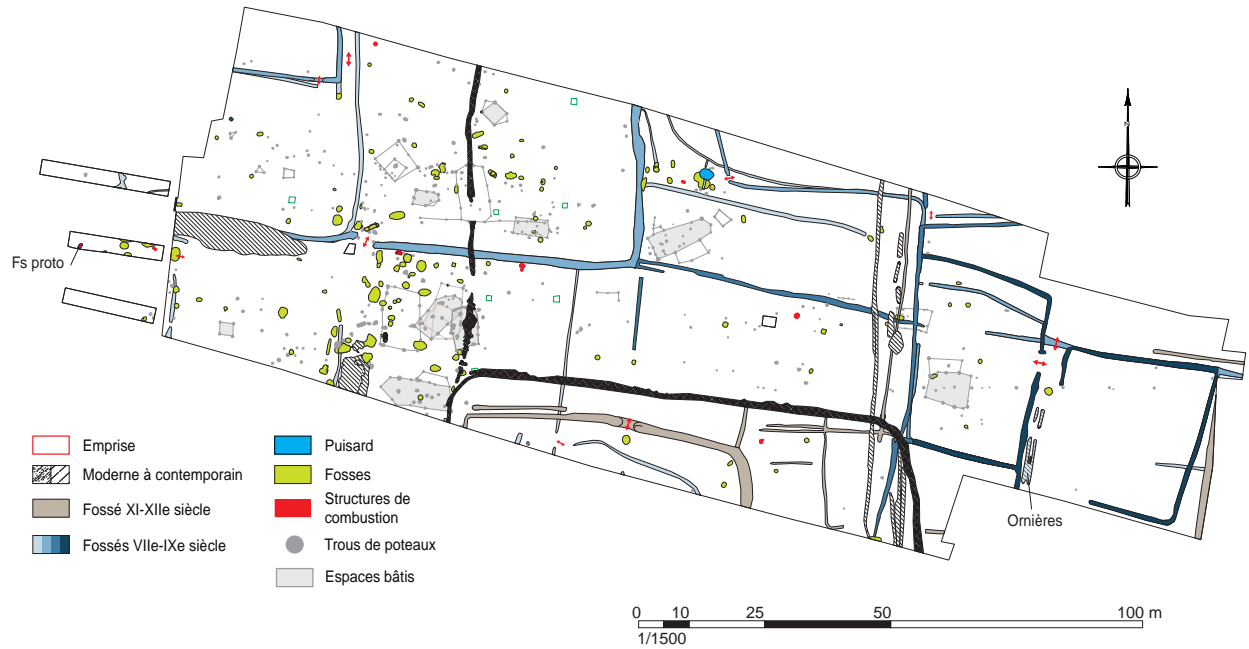 N
Fs proto
Ornières
Emprise
Moderne à contemporain
Fossé XI-XIIe siècle
Fossés VIIe-IXe siècle
Puisard
Fosses
Structures de
combustion
Trous de poteaux
Espaces bâtis
0 10 25 50 100 m
1/1500